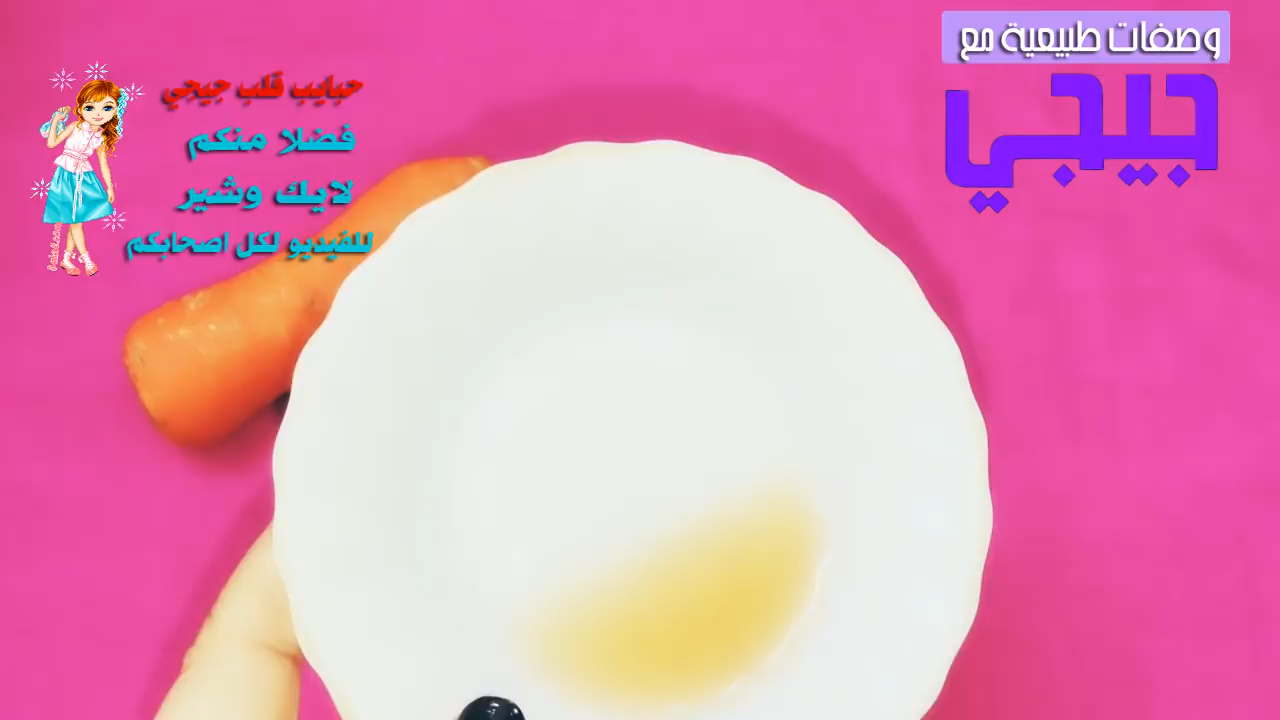 وصفات طبيعية مع
جيجي
حبايب قلب جيجي
فضلا منكم
لايك وشير
للفيديو لكل اصحابكم